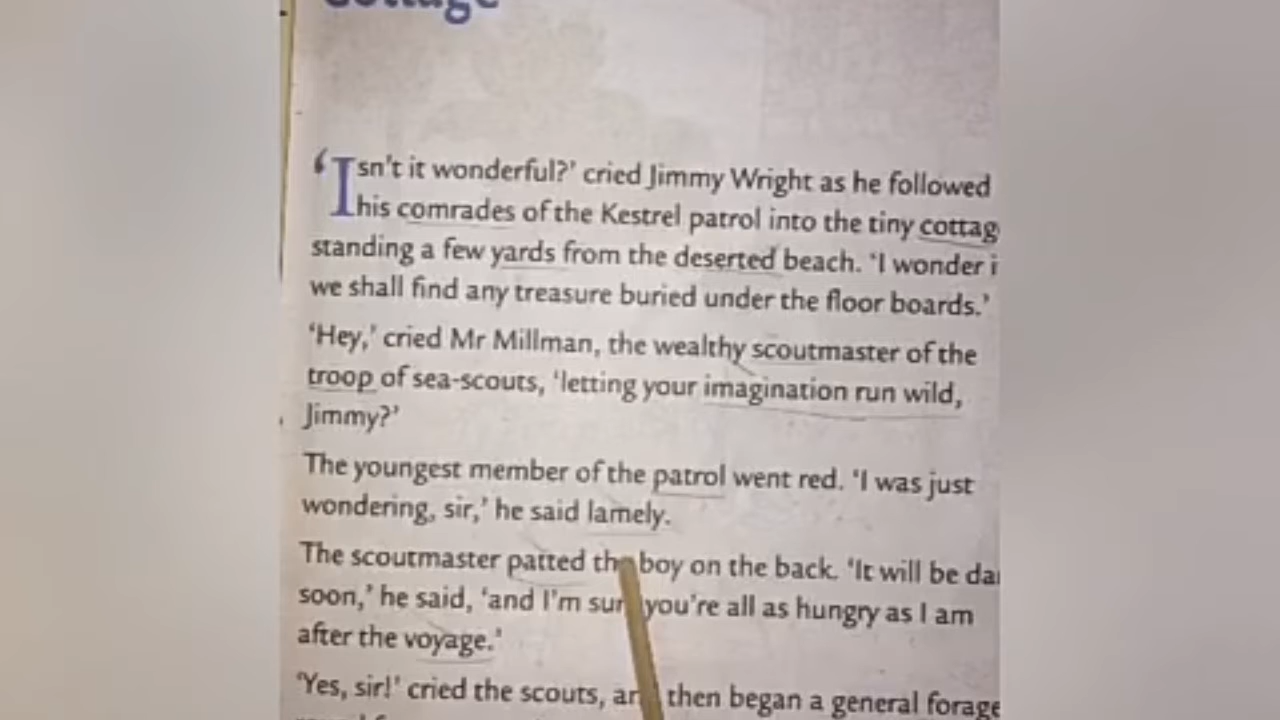 'Isn't it wonderful?' cried Jimmy Wright as he followed
his comrades of the Kestrel patrol into the tiny cottag
standing a few yards from the deserted beach. 'I wonder i
we shall find any treasure buried under the floor boards.'
'Hey,' cried Mr Millman, the wealthy scoutmaster of the
troop of sea-scouts, 'letting your imagination run wild,
Jimmy?'
The youngest member of the patrol went red. 'I was just
wondering, sir,' he said lamely.
The scoutmaster patted the boy on the back. 'It will be da
soon,' he said, 'and I'm sure you're all as hungry as I am
after the voyage.'
'Yes, sir!' cried the scouts, and then began a general forage